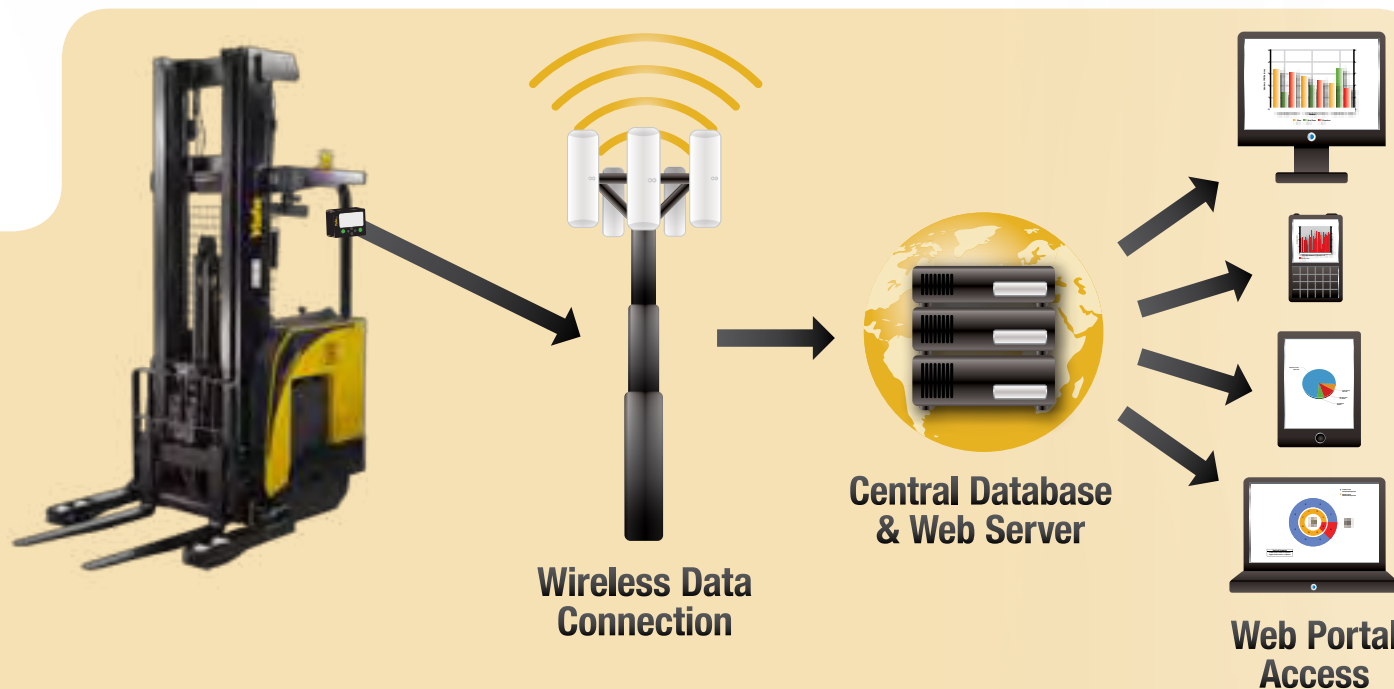 Wireless Data
Connection
Central Database
& Web Server
Web Portal
Access